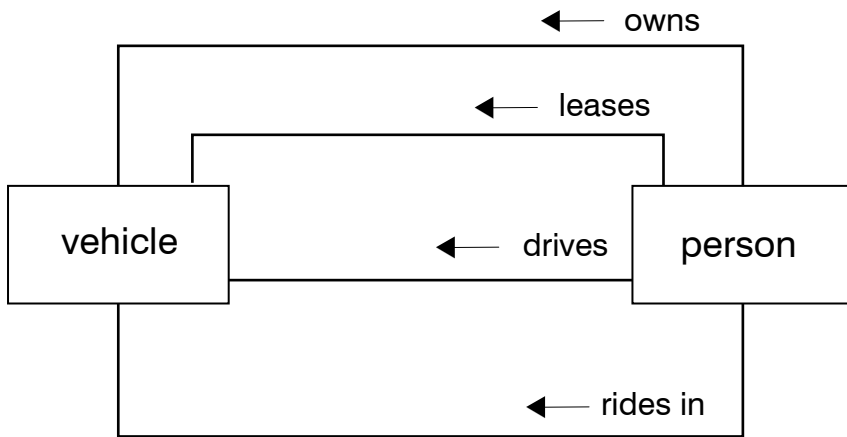 owns
leases
vehicle
drives
person
rides in